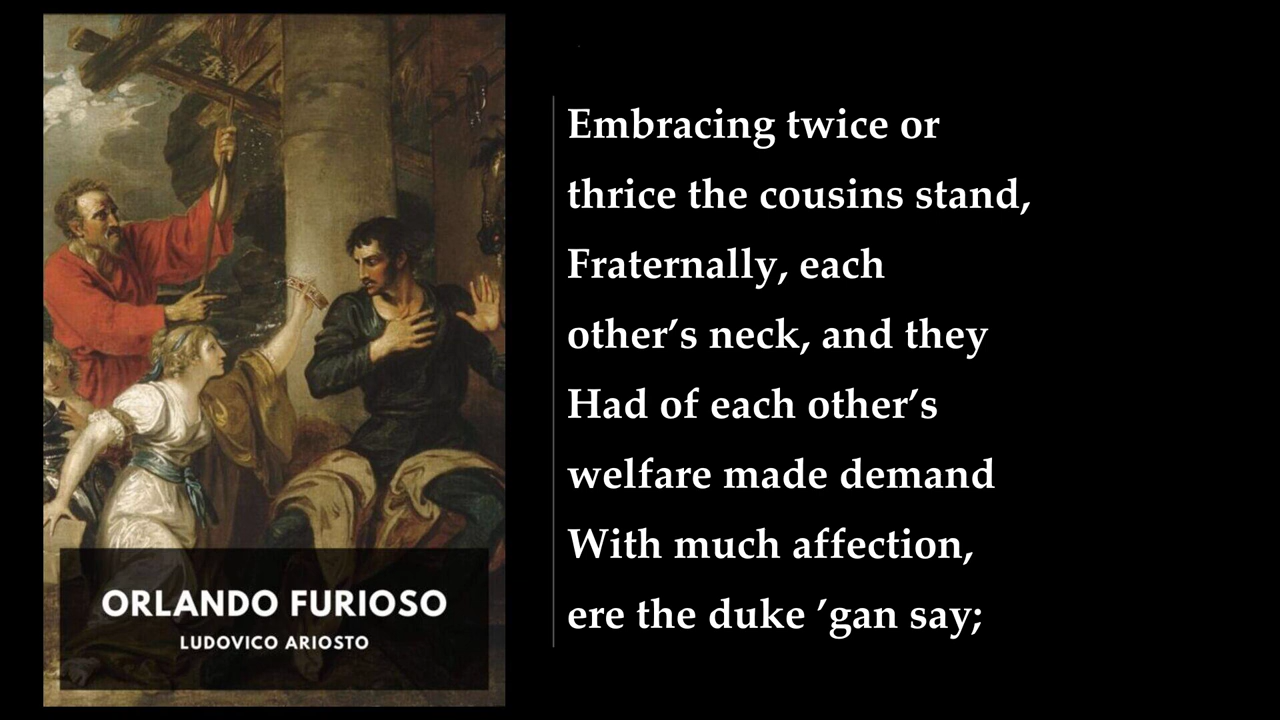 ORLANDO FURIOSO
LUDOVICO ARIOSTO
Embracing twice or
thrice the cousins stand,
Fraternally, each
other’s neck, and they
Had of each other’s
welfare made demand
With much affection,
ere the duke ’gan say;